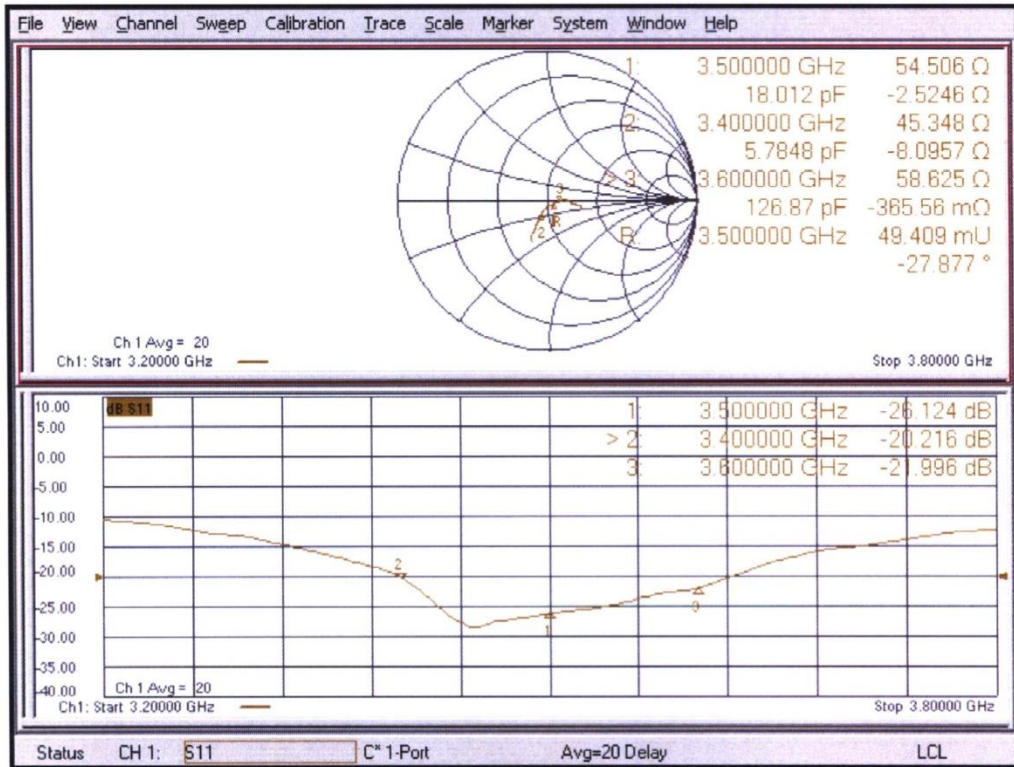 File View Channel Sweep Calibration Trace Scale Marker System Window Help
1: 3.500000 GHz 54.506 Ω
18.012 pF -2.5246 Ω
2: 3.400000 GHz 45.348 Ω
5.7848 pF -8.0957 Ω
> 3: 3.600000 GHz 58.625 Ω
126.87 pF -365.56 mΩ
R: 3.500000 GHz 49.409 mU
-27.877 °
3
R
2
Ch 1 Avg = 20
Ch1: Start 3.20000 GHz
Stop 3.80000 GHz
dB S11
1: 3.500000 GHz -26.124 dB
> 2: 3.400000 GHz -20.216 dB
3: 3.600000 GHz -21.996 dB
10.00
5.00
0.00
-5.00
-10.00
-15.00
-20.00
-25.00
-30.00
-35.00
-40.00
2
1
3
Ch 1 Avg = 20
Ch1: Start 3.20000 GHz
Stop 3.80000 GHz
Status CH 1: S11 C* 1-Port Avg=20 Delay LCL